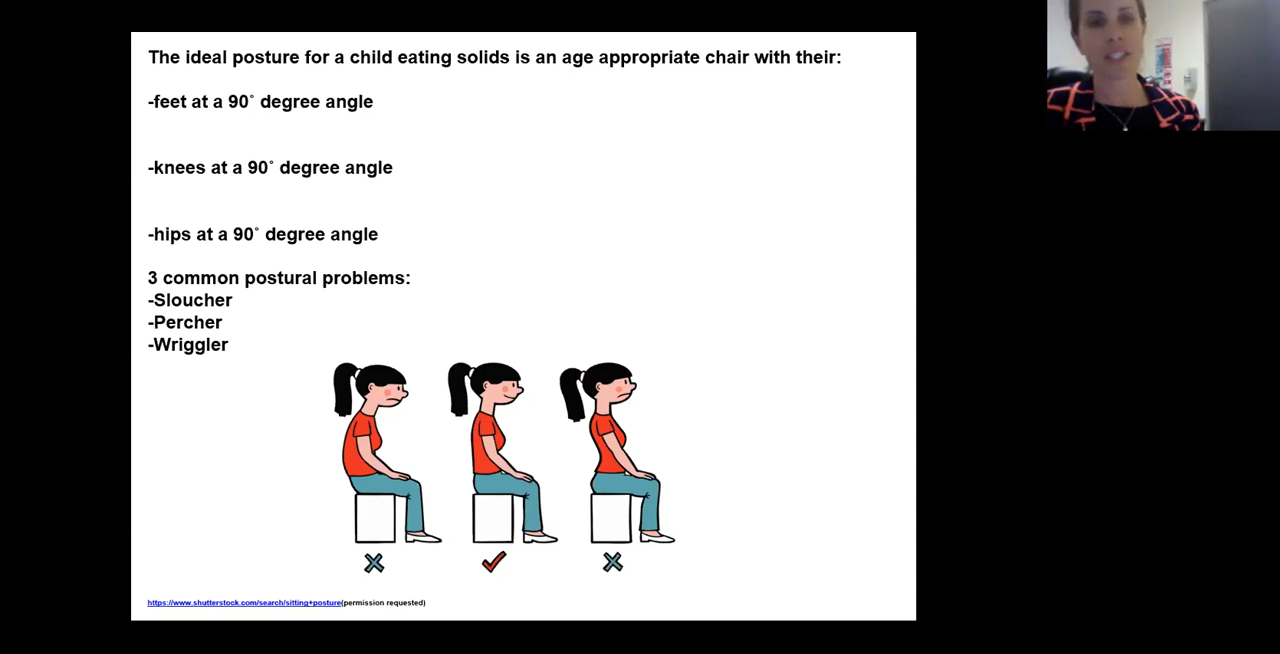 The ideal posture for a child eating solids is an age appropriate chair with their:
-feet at a 90˚ degree angle
-knees at a 90˚ degree angle
-hips at a 90˚ degree angle
3 common postural problems:
-Sloucher
-Percher
-Wriggler
https://www.shutterstock.com/search/sitting+posture(permission requested)